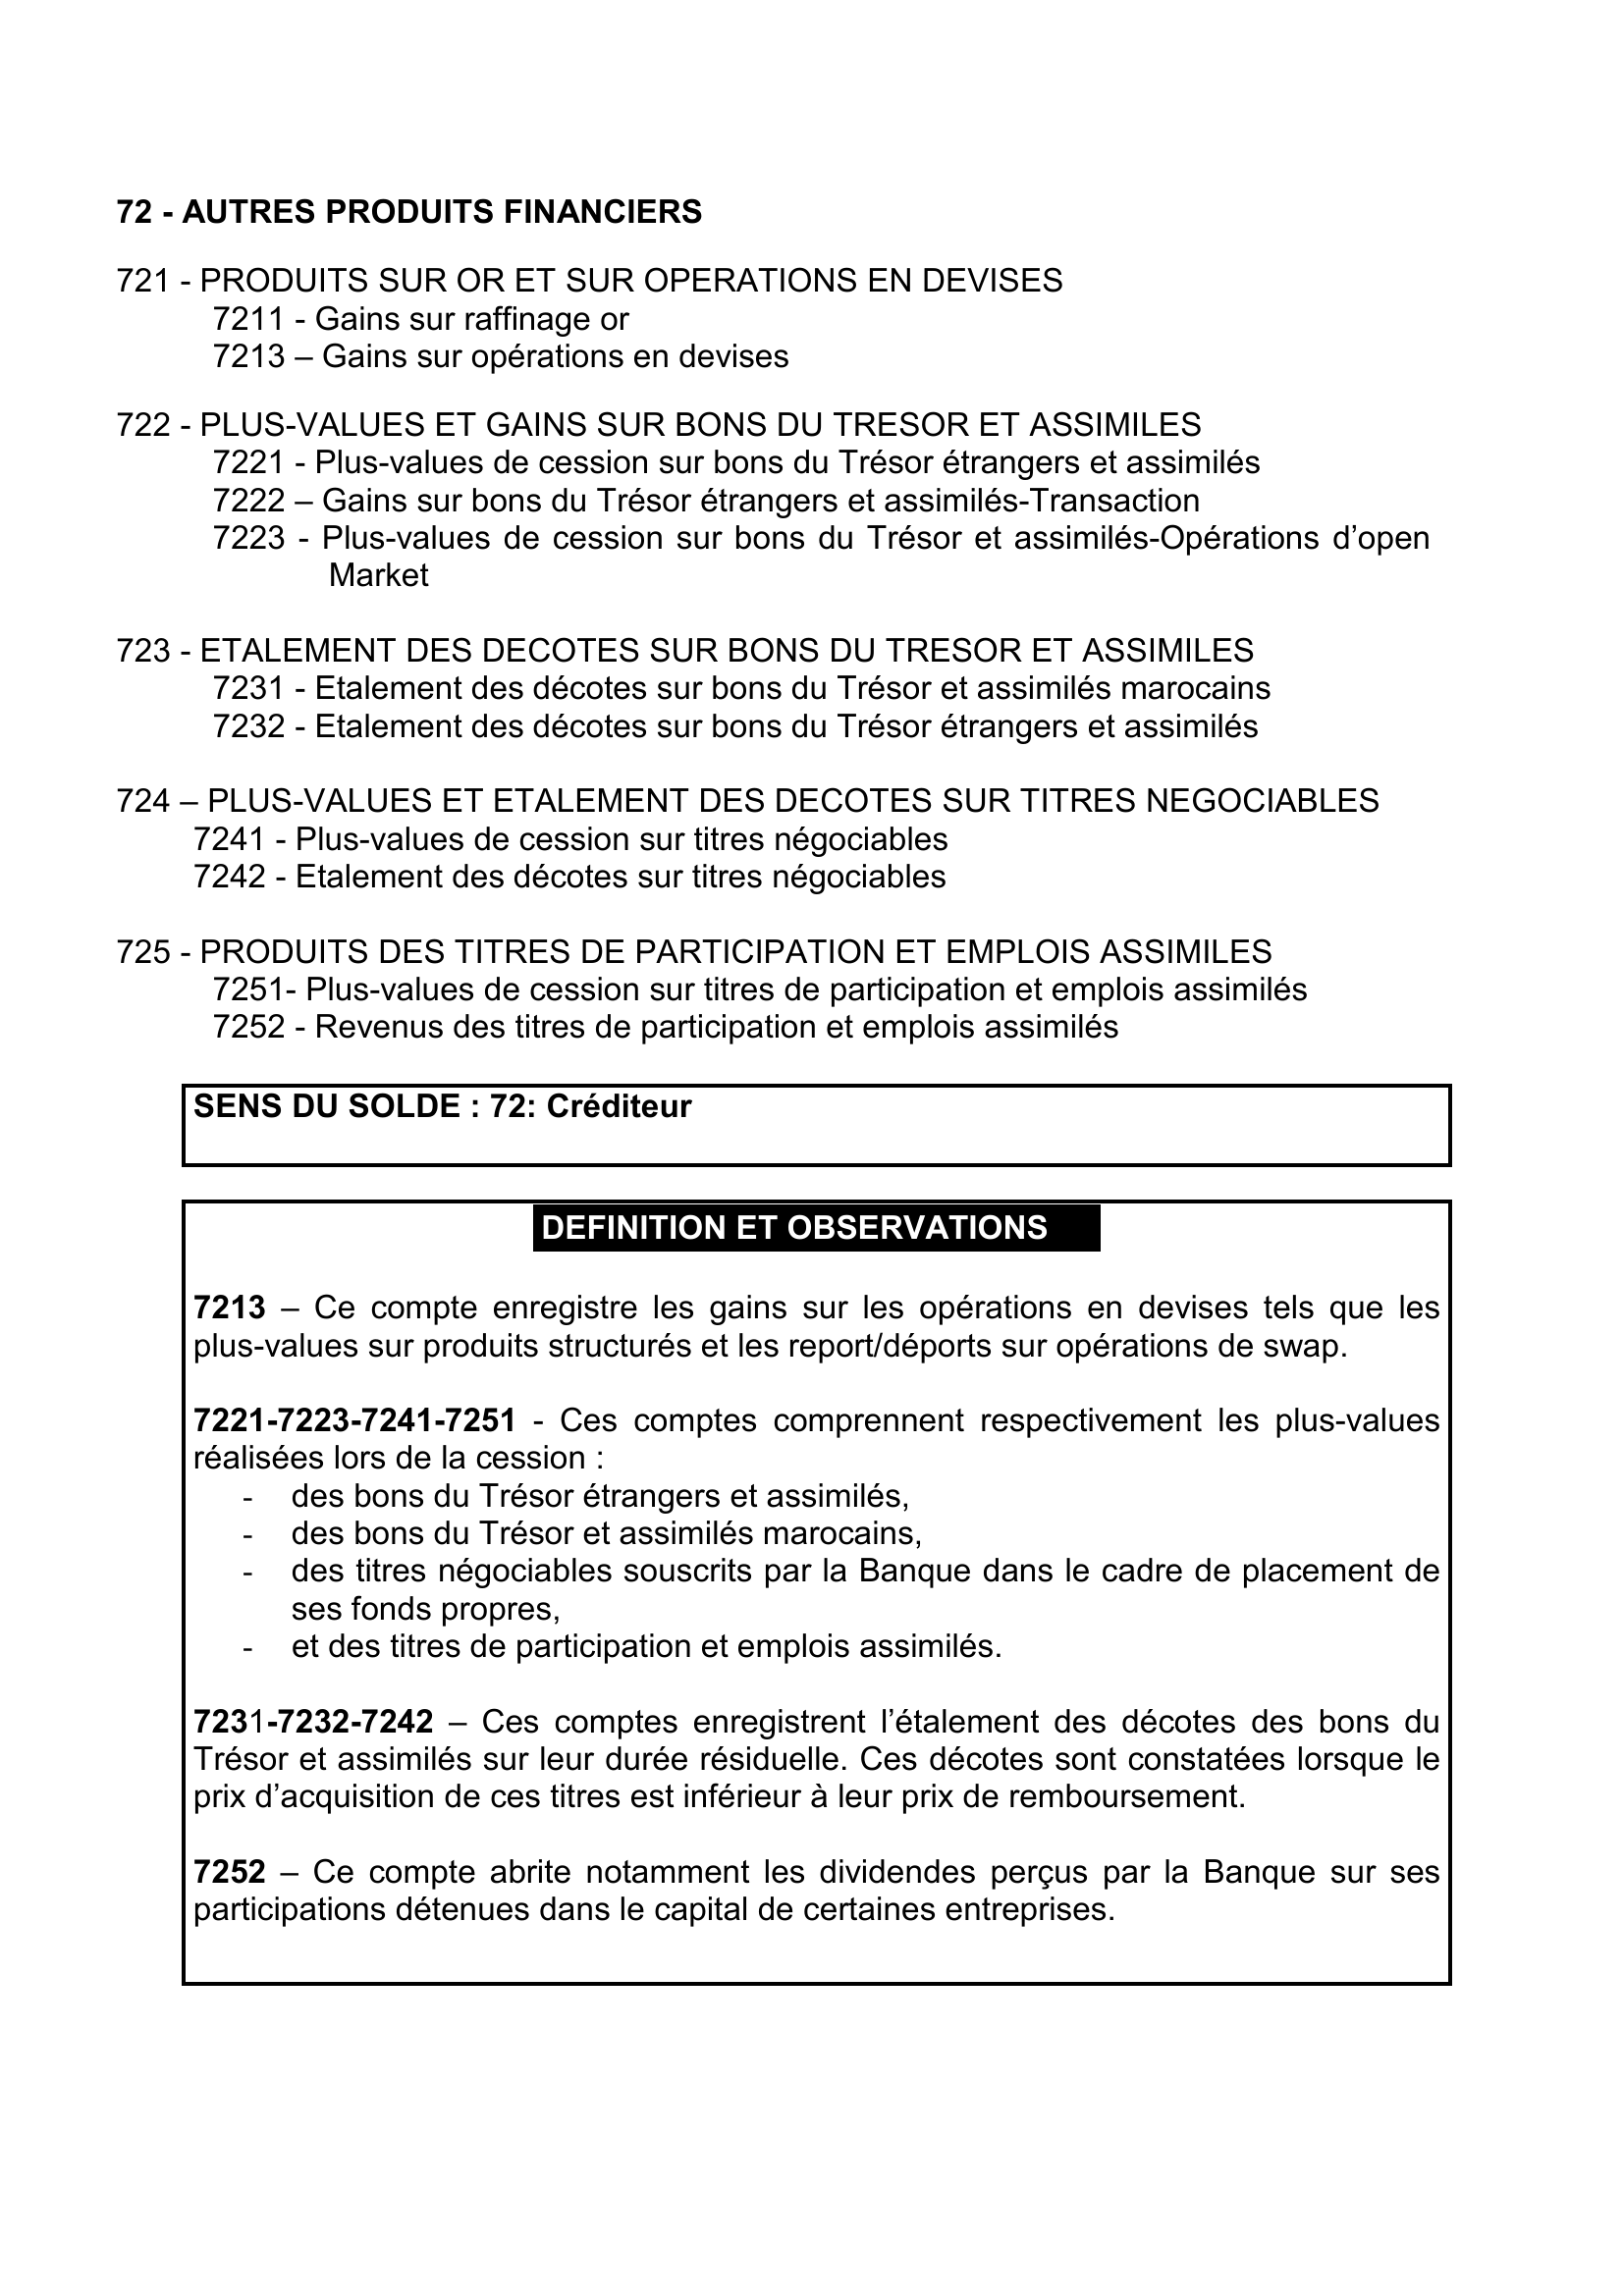 72 - AUTRES PRODUITS FINANCIERS
721 - PRODUITS SUR OR ET SUR OPERATIONS EN DEVISES
7211 - Gains sur raffinage or
7213 – Gains sur opérations en devises
722 - PLUS-VALUES ET GAINS SUR BONS DU TRESOR ET ASSIMILES
7221 - Plus-values de cession sur bons du Trésor étrangers et assimilés
7222 – Gains sur bons du Trésor étrangers et assimilés-Transaction
7223 - Plus-values de cession sur bons du Trésor et assimilés-Opérations d’open
Market
723 - ETALEMENT DES DECOTES SUR BONS DU TRESOR ET ASSIMILES
7231 - Etalement des décotes sur bons du Trésor et assimilés marocains
7232 - Etalement des décotes sur bons du Trésor étrangers et assimilés
724 – PLUS-VALUES ET ETALEMENT DES DECOTES SUR TITRES NEGOCIABLES
7241 - Plus-values de cession sur titres négociables
7242 - Etalement des décotes sur titres négociables
725 - PRODUITS DES TITRES DE PARTICIPATION ET EMPLOIS ASSIMILES
7251- Plus-values de cession sur titres de participation et emplois assimilés
7252 - Revenus des titres de participation et emplois assimilés
SENS DU SOLDE : 72: Créditeur
DEFINITION ET OBSERVATIONS
7213 – Ce compte enregistre les gains sur les opérations en devises tels que les
plus-values sur produits structurés et les report/déports sur opérations de swap.
7221-7223-7241-7251 - Ces comptes comprennent respectivement les plus-values
réalisées lors de la cession :
- des bons du Trésor étrangers et assimilés,
- des bons du Trésor et assimilés marocains,
- des titres négociables souscrits par la Banque dans le cadre de placement de
ses fonds propres,
- et des titres de participation et emplois assimilés.
7231-7232-7242 – Ces comptes enregistrent l’étalement des décotes des bons du
Trésor et assimilés sur leur durée résiduelle. Ces décotes sont constatées lorsque le
prix d’acquisition de ces titres est inférieur à leur prix de remboursement.
7252 – Ce compte abrite notamment les dividendes perçus par la Banque sur ses
participations détenues dans le capital de certaines entreprises.